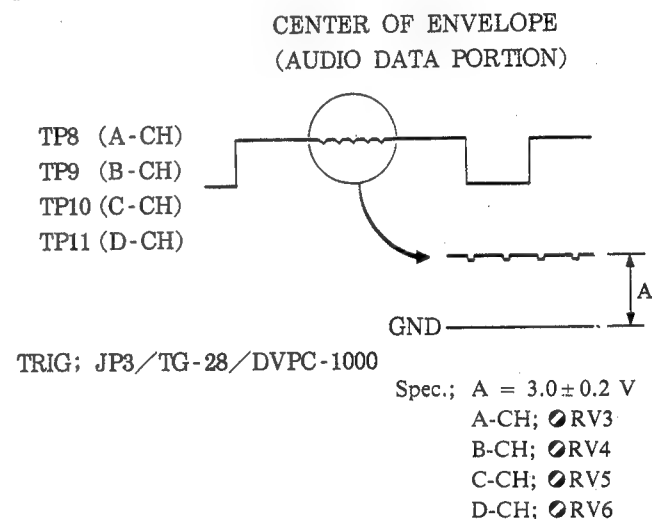 CENTER OF ENVELOPE
(AUDIO DATA PORTION)
TP8 (A-CH)
TP9 (B-CH)
TP10 (C-CH)
TP11 (D-CH)
A
GND
TRIG; JP3/TG-28/DVPC-1000
Spec.; A = 3.0±0.2 V
A-CH; RV3
B-CH; RV4
C-CH; RV5
D-CH; RV6